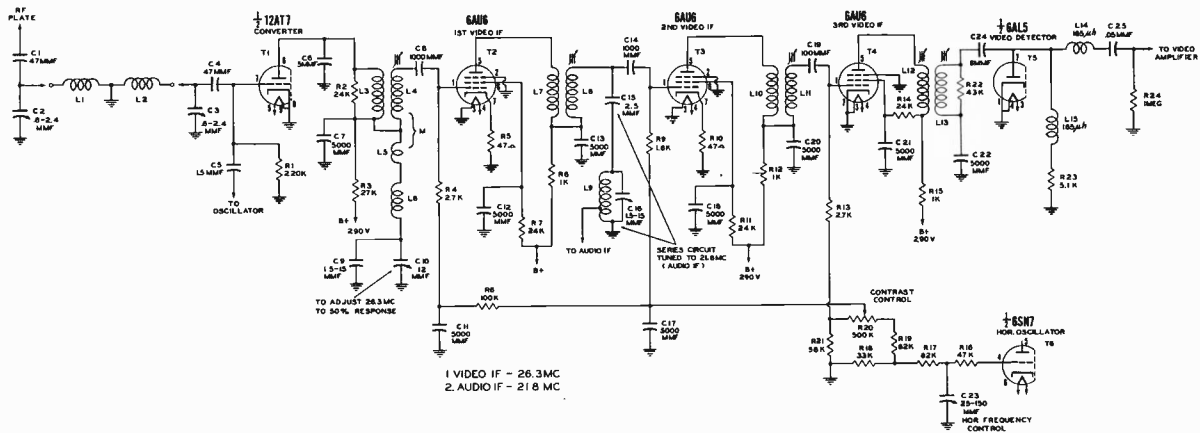 RF
PLATE
C1
47MMF
C2
.8-2.4
MMF
L1
L2
C3
.8-2.4
MMF
C4
47MMF
C5
1.5MMF
TO
OSCILLATOR
R1
220K
½ 12AT7
CONVERTER
T1
C6
5MMF
R2
24K
L3
L4
C7
5000
MMF
M
L5
R3
27K
L6
B+
290V
C9
1.5-15
MMF
C10
12
MMF
TO ADJUST 26.3MC
TO 50% RESPONSE
C8
1000MMF
6AU6
1ST VIDEO IF
T2
R4
2.7K
R5
47Ω
C12
5000
MMF
R7
24K
C11
5000
MMF
R6
100K
L7
L8
R6
1K
B+
C13
5000
MMF
C14
1000
MMF
C15
2.5
MMF
L9
C16
1.5-15
MMF
TO AUDIO IF
SERIES CIRCUIT
TUNED TO 21.8 MC
(AUDIO IF)
6AU6
2ND VIDEO IF
T3
R9
1.8K
R10
47Ω
C18
5000
MMF
R11
24K
C17
5000
MMF
L10
L11
R12
1K
B+
290V
C20
5000
MMF
C19
100MMF
6AU6
3RD VIDEO IF
T4
R13
2.7K
R14
24K
C21
5000
MMF
L12
L13
R15
1K
B+
290V
R22
4.3K
C22
5000
MMF
C24
8MMF
½ 6AL5
VIDEO DETECTOR
T5
L14
185µh
C25
.05MMF
L15
185µh
R23
5.1K
R24
1MEG
TO VIDEO
AMPLIFIER
CONTRAST
CONTROL
R20
500K
R21
58K
R18
33K
R19
82K
R17
82K
R16
47K
½ 6SN7
HOR. OSCILLATOR
T6
C23
25-150
MMF
HOR FREQUENCY
CONTROL
1 VIDEO IF - 26.3MC
2. AUDIO IF - 21.8 MC